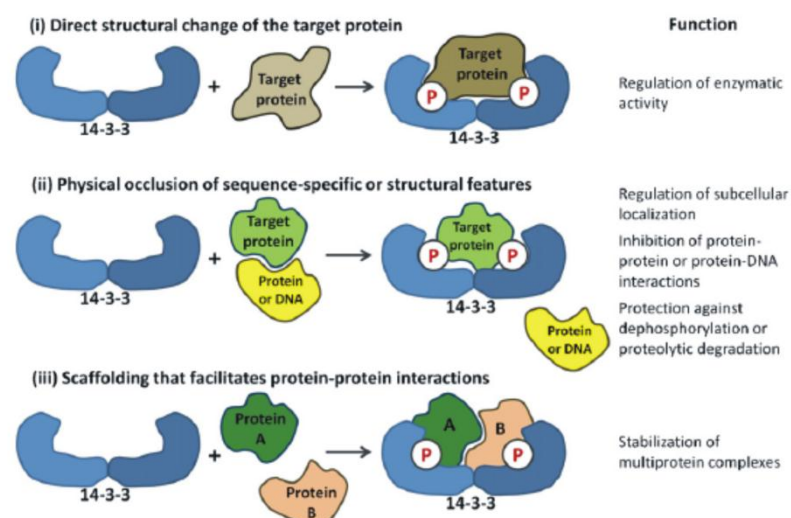 (i) Direct structural change of the target protein
Function
14-3-3
+
Target
protein
Target
protein
P
P
14-3-3
Regulation of enzymatic
activity
(ii) Physical occlusion of sequence-specific or structural features
14-3-3
+
Target
protein
Protein
or DNA
Target
protein
P
P
14-3-3
Protein
or DNA
Regulation of subcellular
localization
Inhibition of protein-
protein or protein-DNA
interactions
Protection against
dephosphorylation or
proteolytic degradation
(iii) Scaffolding that facilitates protein-protein interactions
14-3-3
+
Protein
A
Protein
B
A
B
P
P
14-3-3
Stabilization of
multiprotein complexes